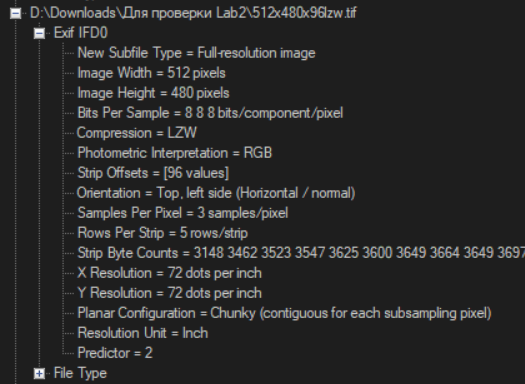 D:\Downloads\Для проверки Lab2\512x480x96lzw.tif
Exif IFD0
New Subfile Type = Full-resolution image
Image Width = 512 pixels
Image Height = 480 pixels
Bits Per Sample = 8 8 8 bits/component/pixel
Compression = LZW
Photometric Interpretation = RGB
Strip Offsets = [96 values]
Orientation = Top, left side (Horizontal / normal)
Samples Per Pixel = 3 samples/pixel
Rows Per Strip = 5 rows/strip
Strip Byte Counts = 3148 3462 3523 3547 3625 3600 3649 3664 3649 3697
X Resolution = 72 dots per inch
Y Resolution = 72 dots per inch
Planar Configuration = Chunky (contiguous for each subsampling pixel)
Resolution Unit = Inch
Predictor = 2
File Type